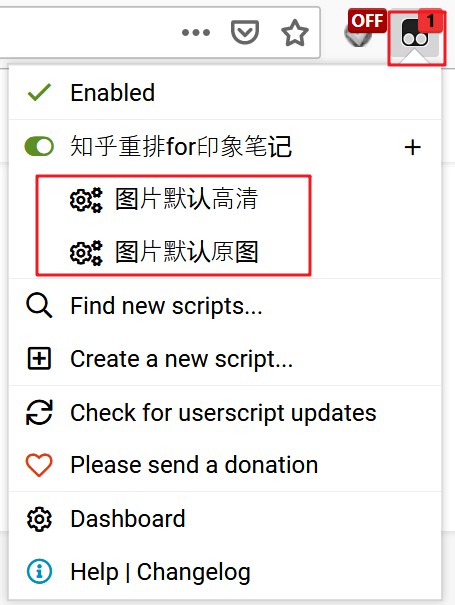 OFF
1
Enabled
知乎重排for印象笔记
图片默认高清
图片默认原图
Find new scripts...
Create a new script...
Check for userscript updates
Please send a donation
Dashboard
Help | Changelog